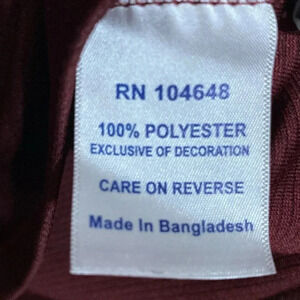 RN 104648
100% POLYESTER
EXCLUSIVE OF DECORATION
CARE ON REVERSE
Made In Bangladesh